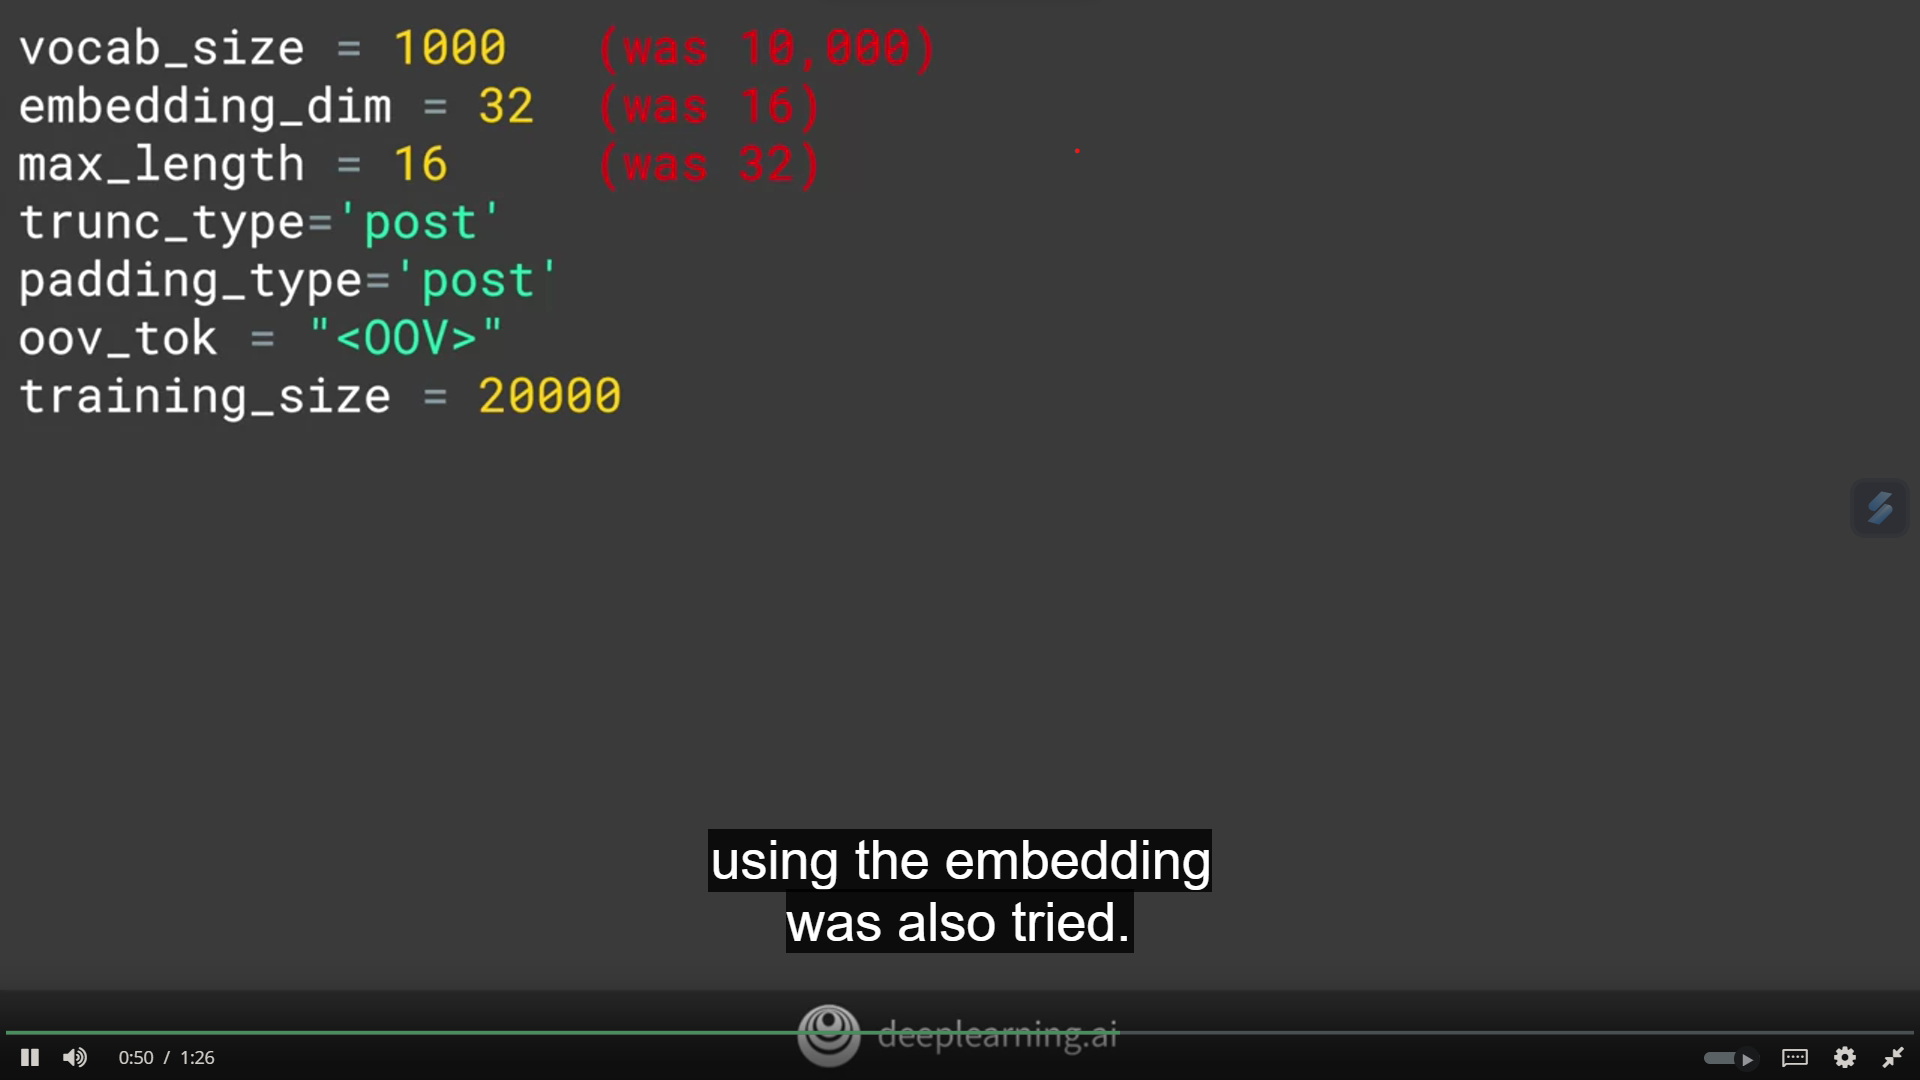 vocab_size = 1000 (was 10,000)
embedding_dim = 32 (was 16)
max_length = 16 (was 32)
trunc_type='post'
padding_type='post'
oov_tok = "<OOV>"
training_size = 20000
using the embedding
was also tried.
deeplearning.ai
0:50 / 1:26